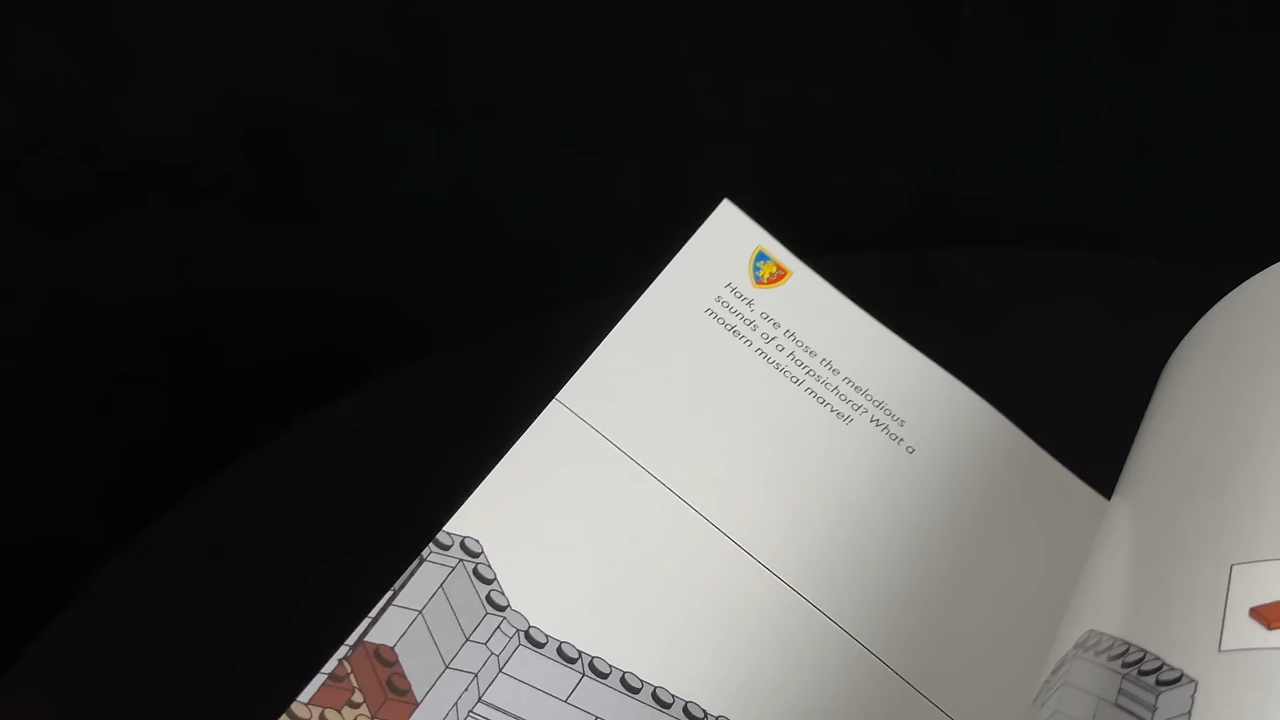 Hark, are those the melodious
sounds of a harpsichord? What a
modern musical marvel!